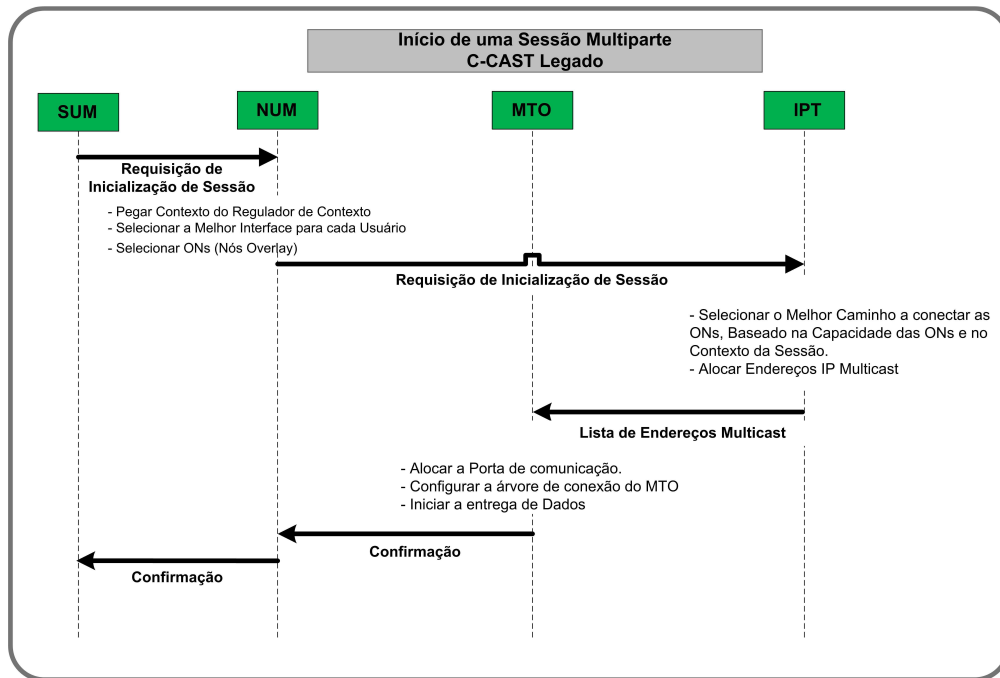 Início de uma Sessão Multiparte
C-CAST Legado
SUM
NUM
MTO
IPT
Requisição de
Inicialização de Sessão
- Pegar Contexto do Regulador de Contexto
- Selecionar a Melhor Interface para cada Usuário
- Selecionar ONs (Nós Overlay)
Requisição de Inicialização de Sessão
- Selecionar o Melhor Caminho a conectar as
ONs, Baseado na Capacidade das ONs e no
Contexto da Sessão.
- Alocar Endereços IP Multicast
Lista de Endereços Multicast
- Alocar a Porta de comunicação.
- Configurar a árvore de conexão do MTO
- Iniciar a entrega de Dados
Confirmação
Confirmação